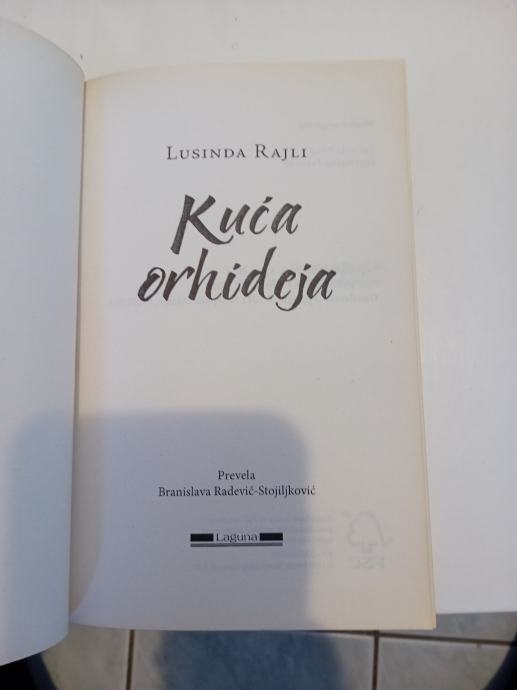 Lusinda Rajli
Kuća
orhideja
Prevela
Branislava Radević-Stojiljković
Laguna